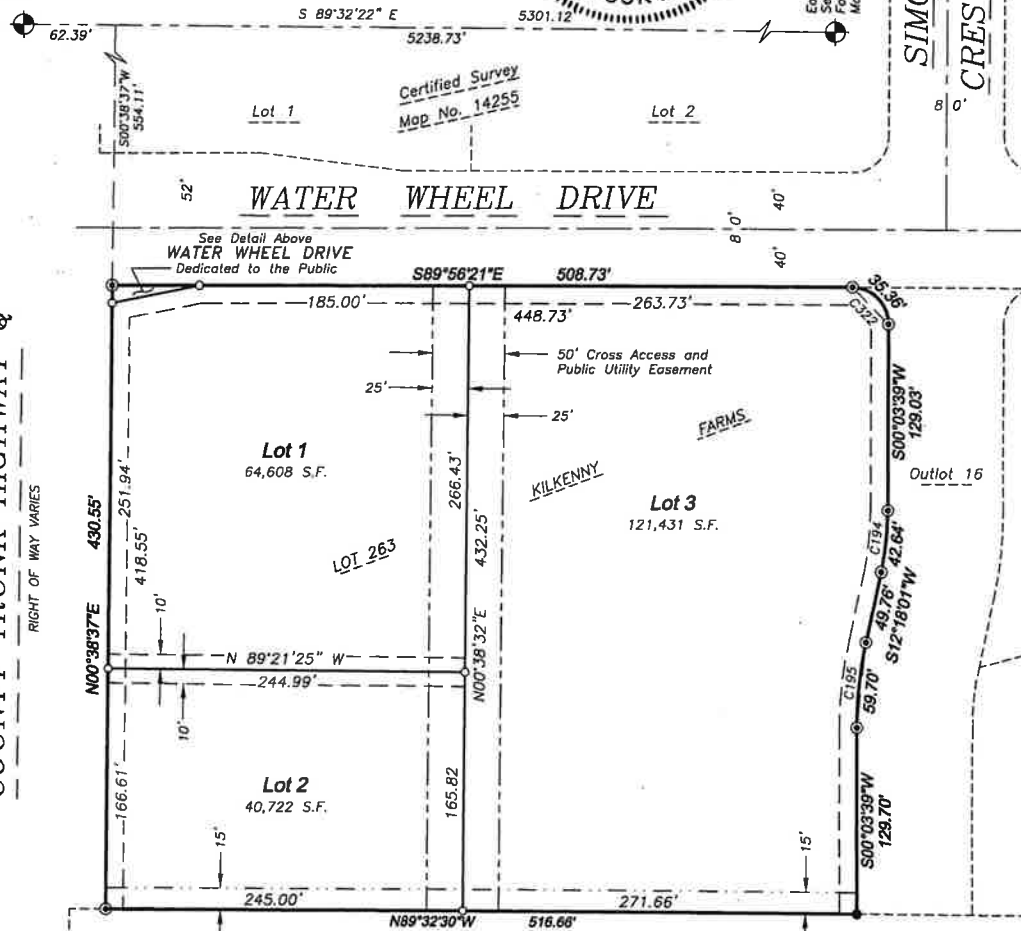 S 89°32'22" E
5301.12
62.39'
5238.73'
S00°38'37"W
554.11'
Certified Survey
Map No. 14255
Lot 1
Lot 2
CRES
8 0'
52'
WATER WHEEL DRIVE
40'
8 0'
40'
See Detail Above
WATER WHEEL DRIVE
Dedicated to the Public
S89°56'21"E 508.73'
185.00'
263.73'
448.73'
35.36'
C322
50' Cross Access and
Public Utility Easement
25'
25'
S00°03'39"W
129.03'
FARMS
KILKENNY
Lot 1
64,608 S.F.
Lot 3
121,431 S.F.
Outlot 16
RIGHT OF WAY VARIES
430.55'
251.94'
418.55'
266.43'
432.25'
LOT 263
C194
42.64'
49.76'
S12°18'01"W
N00°38'37"E
10'
N 89°21'25" W
244.99'
10'
N00°38'32"E
C195
59.70'
Lot 2
40,722 S.F.
166.61'
165.82
S00°03'39"W
129.70'
15'
15'
245.00'
271.66'
N89°32'30"W 516.66'